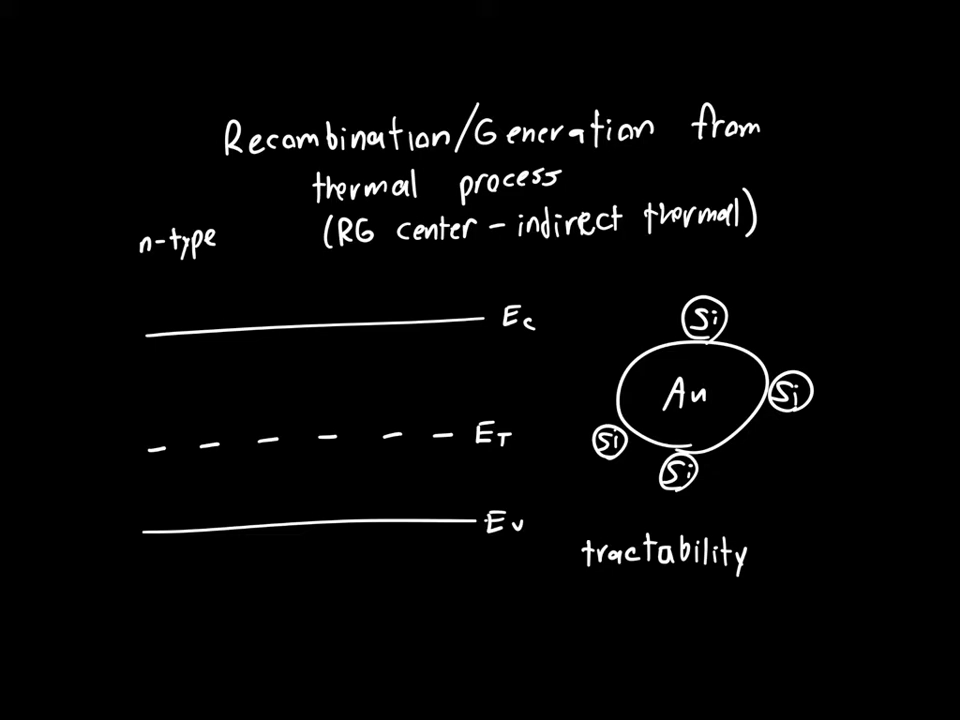 Recombination/Generation from
thermal process
(RG center - indirect thermal)
n-type
Ec
ET
Ev
Si
Au
Si
Si
Si
tractability